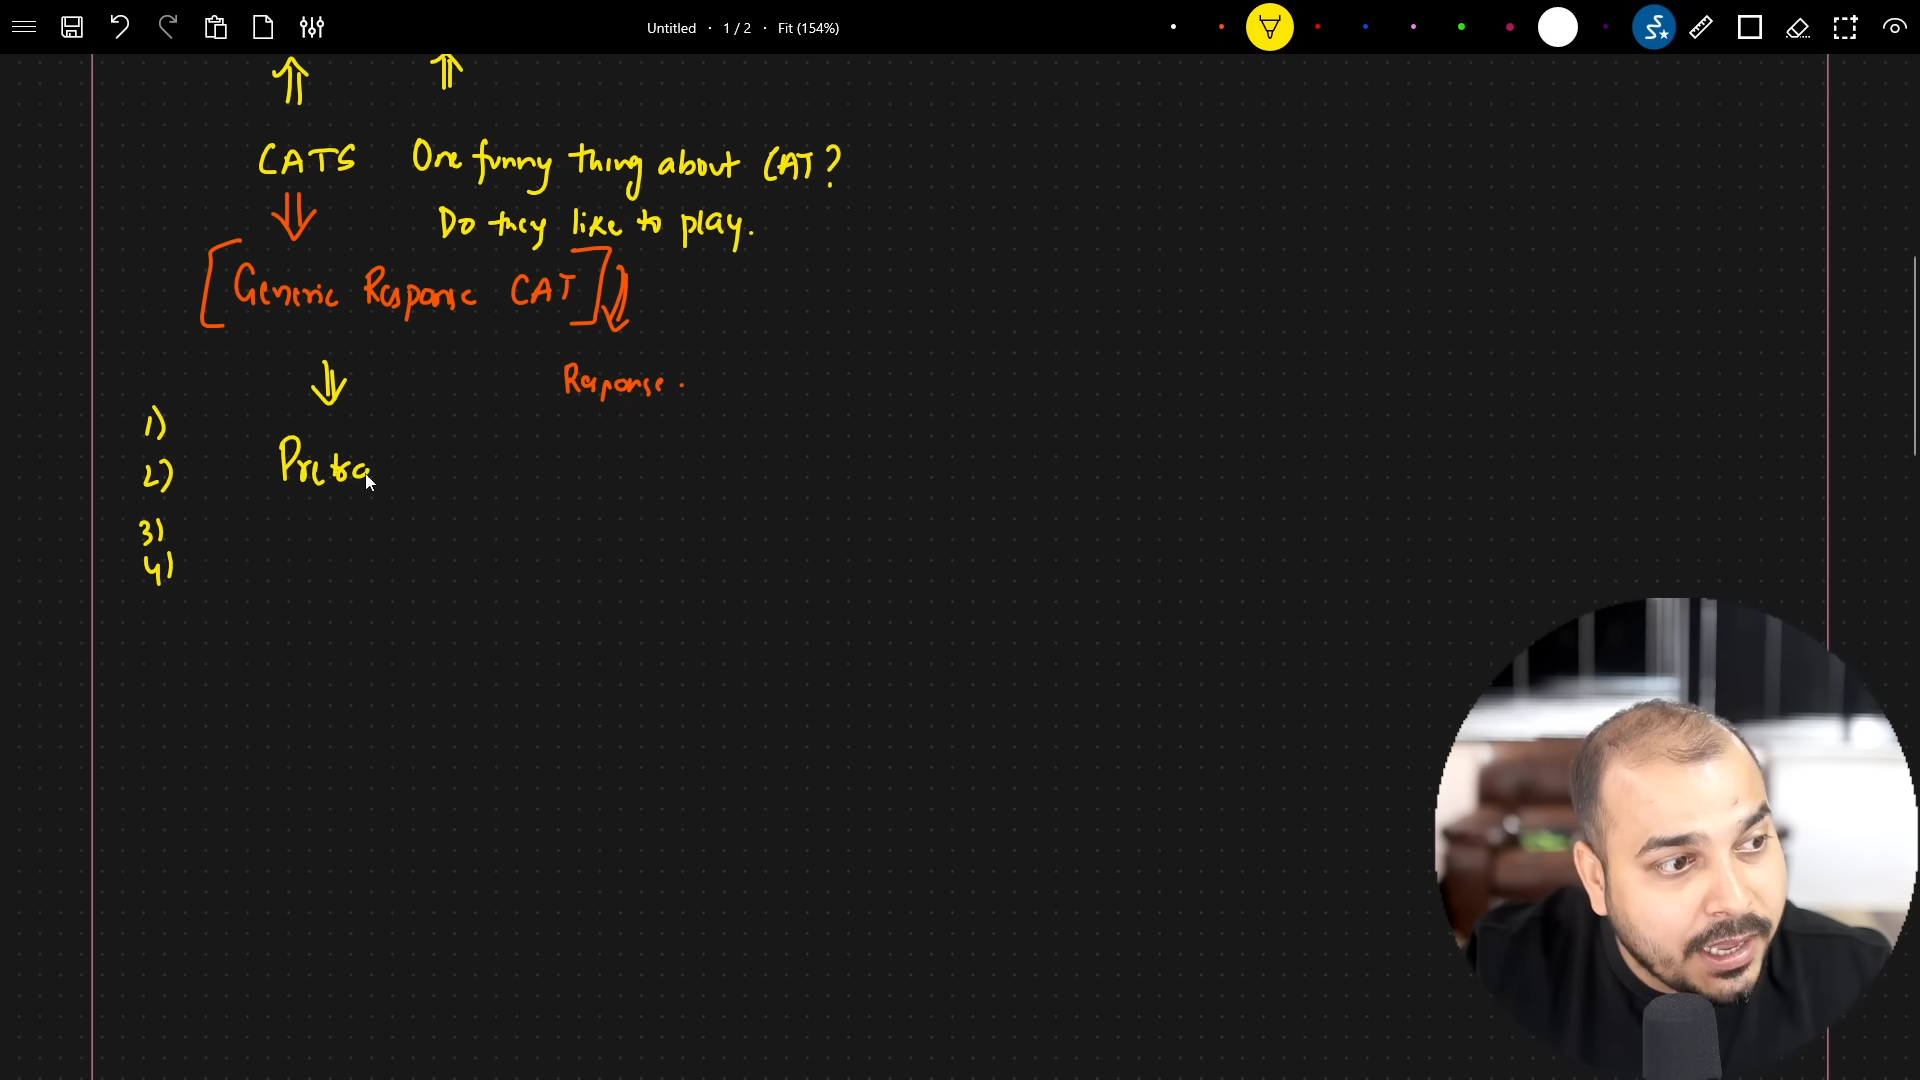 Untitled · 1 / 2 · Fit (154%)
CATS One funny thing about CAT?
Do they like to play.
[Generic Response CAT]
Response.
1)
2) Pretra
3)
4)